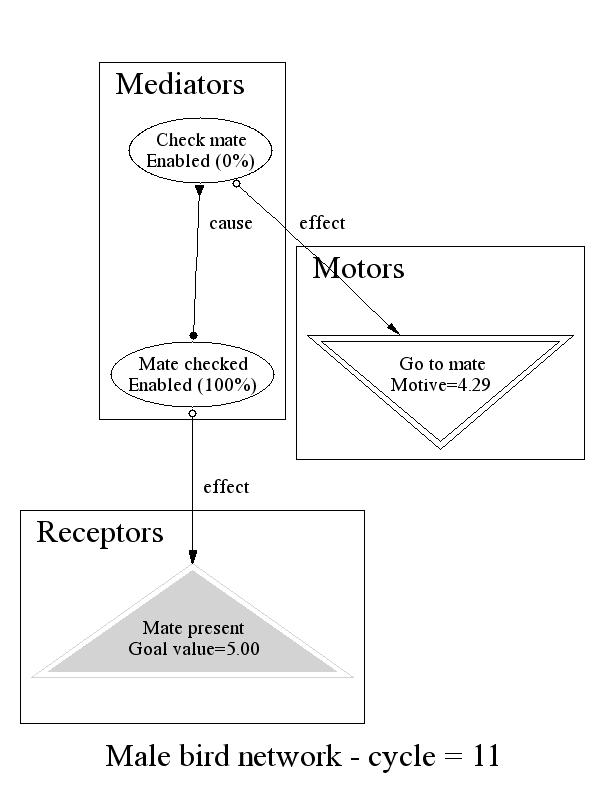 Mediators
Check mate
Enabled (0%)
cause
effect
Motors
Go to mate
Motive=4.29
Mate checked
Enabled (100%)
effect
Receptors
Mate present
Goal value=5.00
Male bird network - cycle = 11